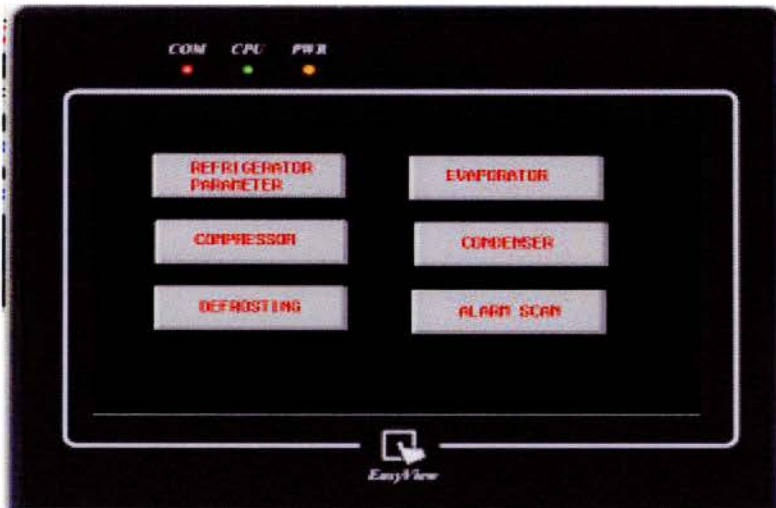 COM CPU PWR
REFRIGERATOR
PARAMETER
EVAPORATOR
COMPRESSOR
CONDENSER
DEFROSTING
ALARM SCAN
EasyView